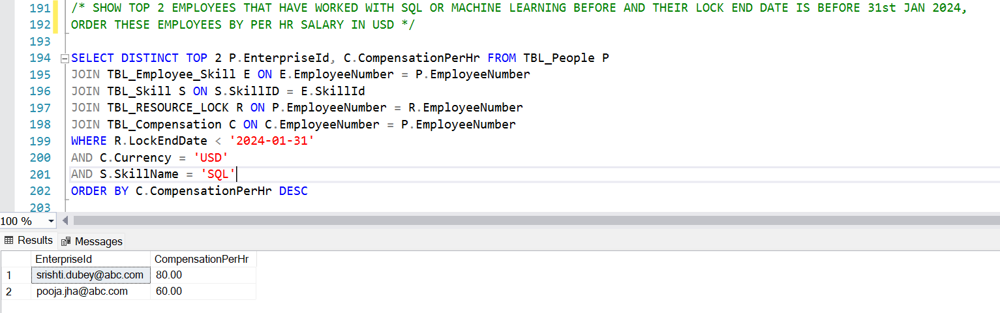 191 /* SHOW TOP 2 EMPLOYEES THAT HAVE WORKED WITH SQL OR MACHINE LEARNING BEFORE AND THEIR LOCK END DATE IS BEFORE 31st JAN 2024,
192 ORDER THESE EMPLOYEES BY PER HR SALARY IN USD */
193
194 SELECT DISTINCT TOP 2 P.EnterpriseId, C.CompensationPerHr FROM TBL_People P
195 JOIN TBL_Employee_Skill E ON E.EmployeeNumber = P.EmployeeNumber
196 JOIN TBL_Skill S ON S.SkillID = E.SkillId
197 JOIN TBL_RESOURCE_LOCK R ON P.EmployeeNumber = R.EmployeeNumber
198 JOIN TBL_Compensation C ON C.EmployeeNumber = P.EmployeeNumber
199 WHERE R.LockEndDate < '2024-01-31'
200 AND C.Currency = 'USD'
201 AND S.SkillName = 'SQL'
202 ORDER BY C.CompensationPerHr DESC
203
100 %
Results Messages
EnterpriseId CompensationPerHr
1 srishti.dubey@abc.com 80.00
2 pooja.jha@abc.com 60.00